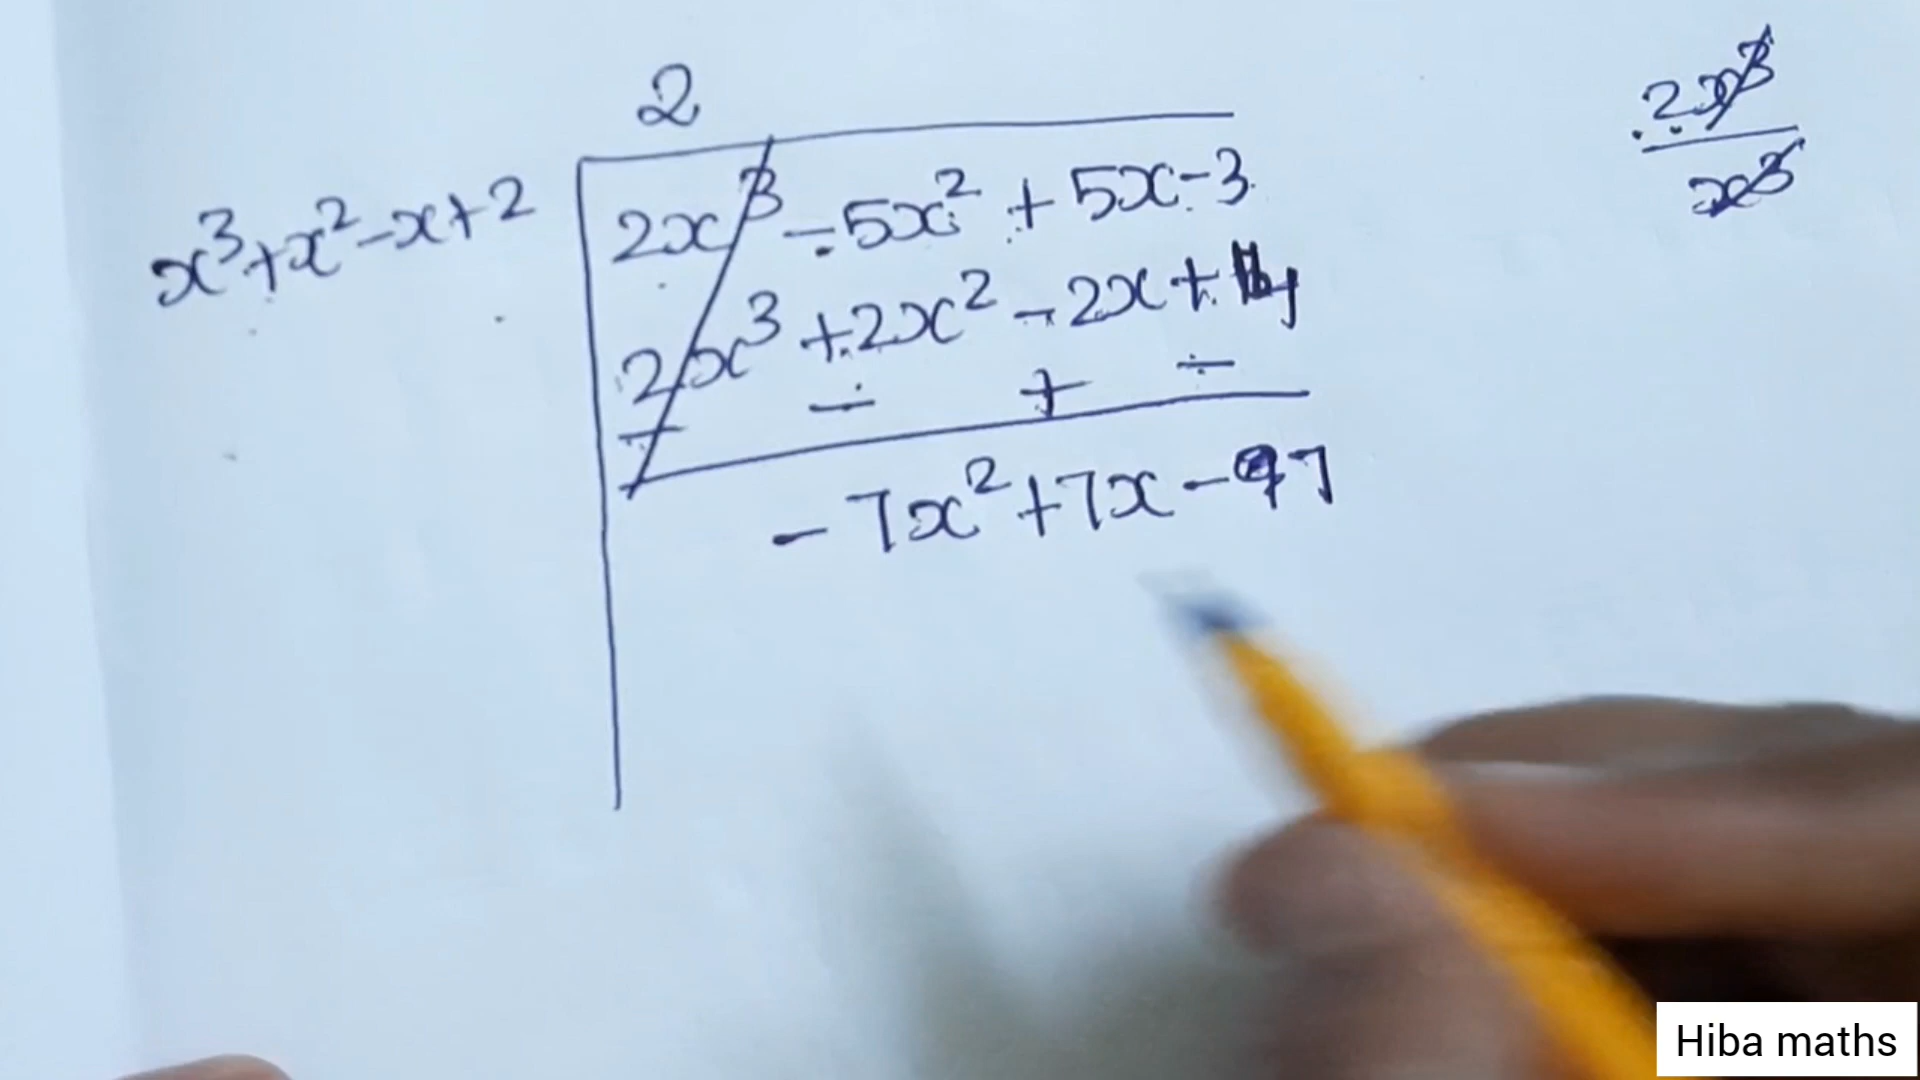 2
x³+x²-x+2
2x³ - 5x² + 5x - 3
2x³ + 2x² - 2x + 4
- - + -
- 7x² + 7x - 7
2x³
x³
Hiba maths